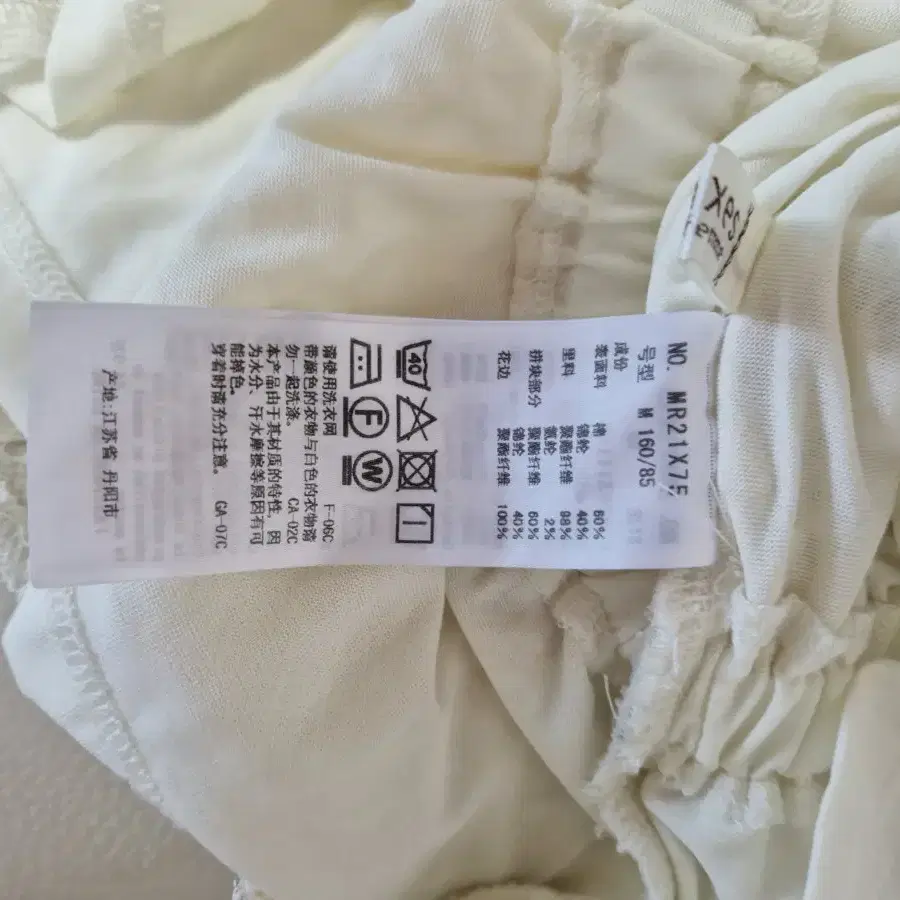 NO. MR21X75
号型 M 160/85
成份
表面料 棉 60%
锦纶 40%
里料 聚酯纤维 98%
氨纶 2%
拼块部分 聚酯纤维 60%
锦纶 40%
花边 聚酯纤维 100%
40
F W
请使用洗衣网 F-06C
带颜色的衣物与白色的衣物请
勿一起洗涤。 CA-02C
本产品由于其材质的特性，因
为水分、汗水摩擦等原因有可
能掉色。
穿着时请充分注意。 CA-07C
产地:江苏省 丹阳市